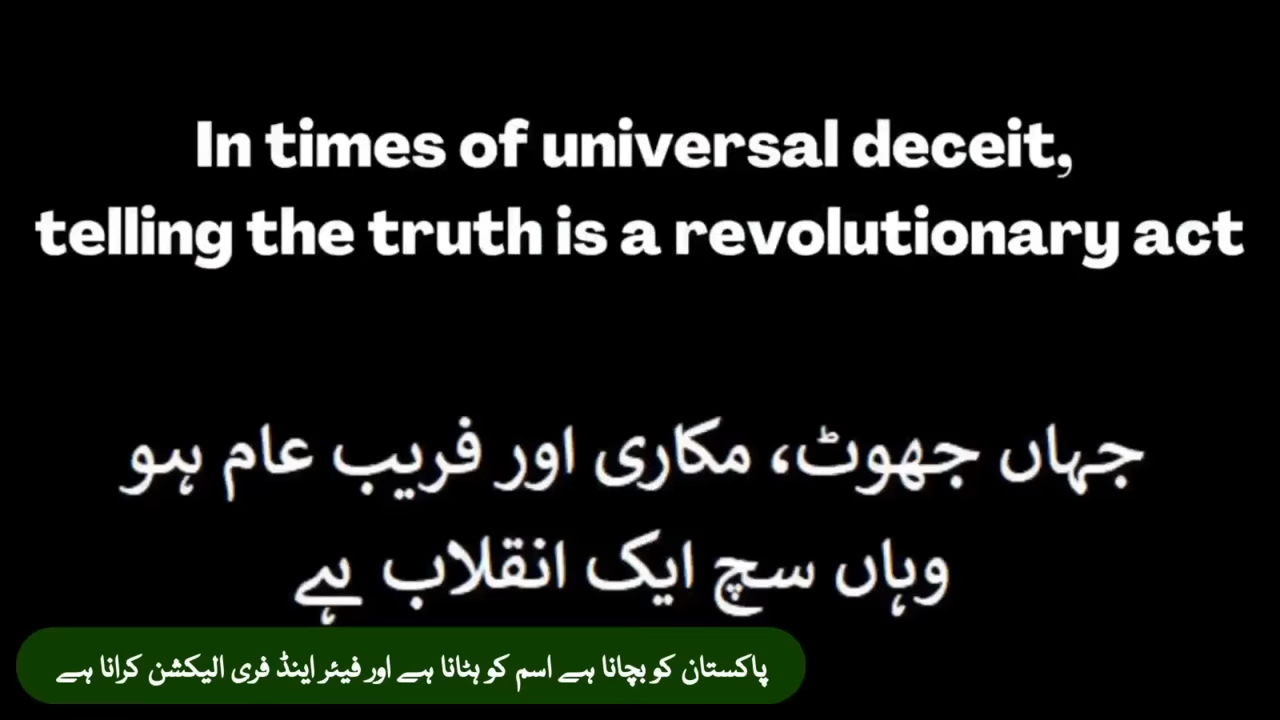 In times of universal deceit,
telling the truth is a revolutionary act
جہاں جھوٹ، مکاری اور فریب عام ہو
وہاں سچ ایک انقلاب ہے
پاکستان کو بچانا ہے اسم کو ہٹانا ہے اور فیئر اینڈ فری الیکشن کرانا ہے